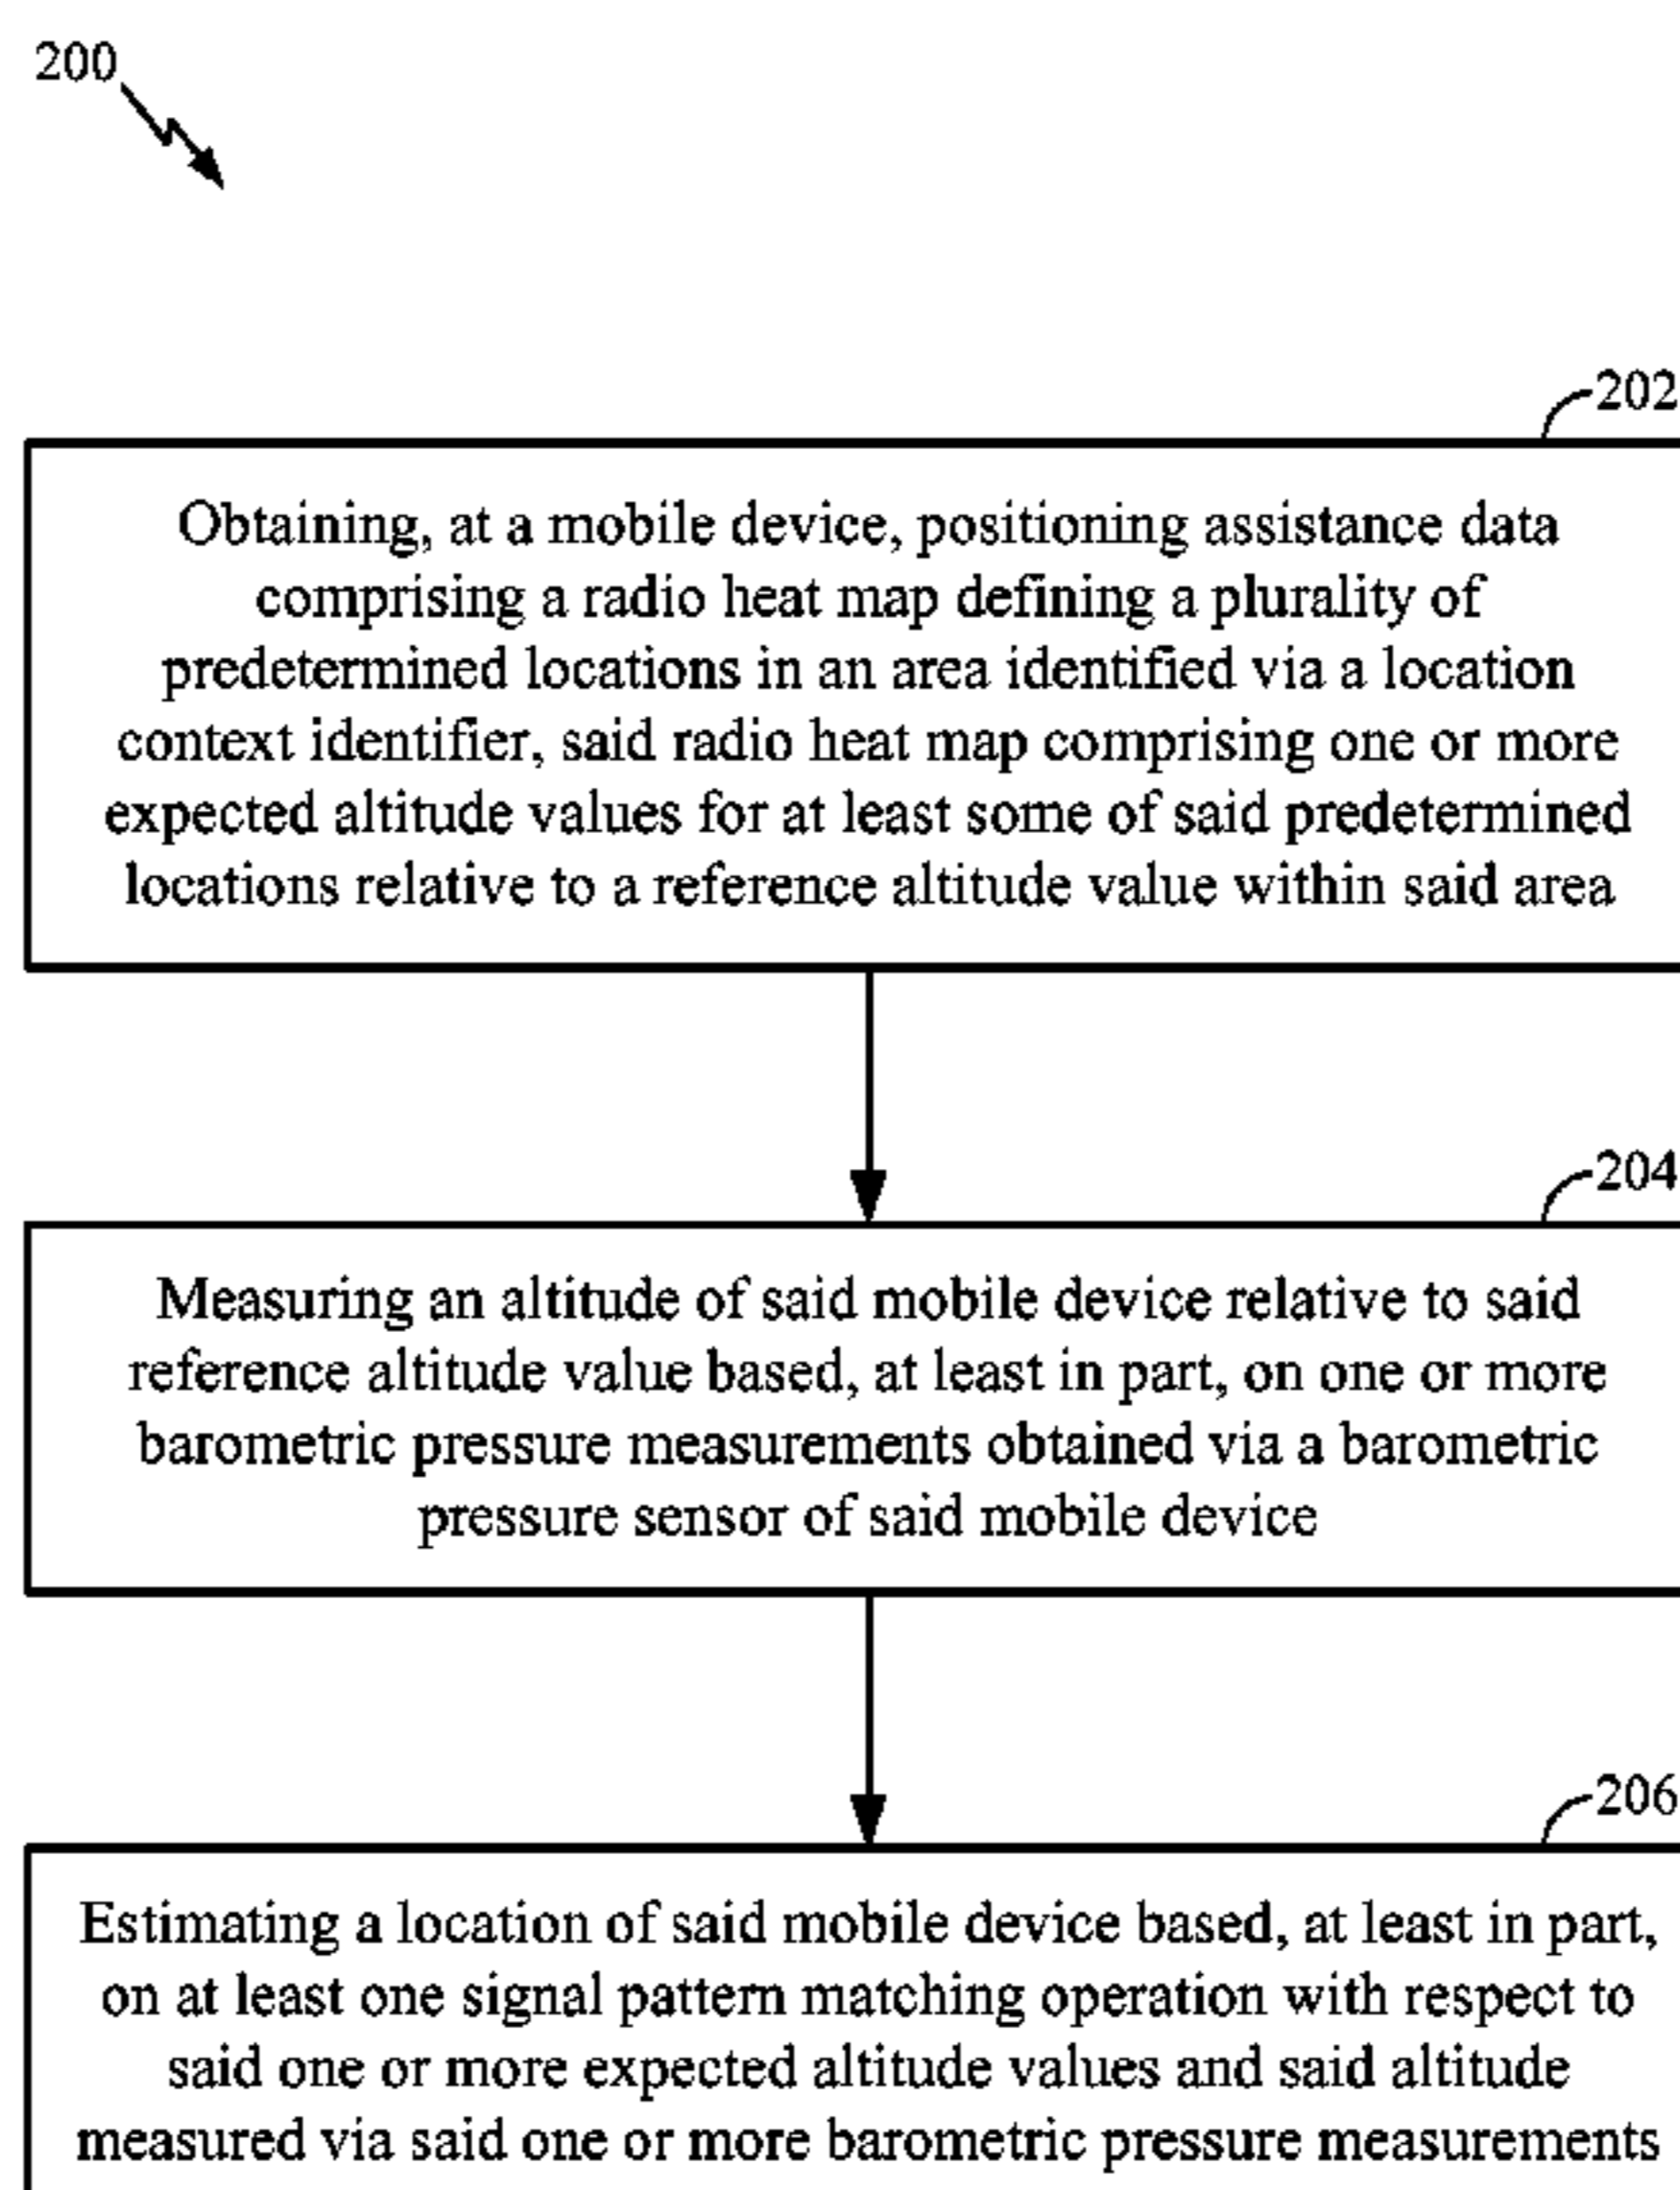 200
202
Obtaining, at a mobile device, positioning assistance data
comprising a radio heat map defining a plurality of
predetermined locations in an area identified via a location
context identifier, said radio heat map comprising one or more
expected altitude values for at least some of said predetermined
locations relative to a reference altitude value within said area
204
Measuring an altitude of said mobile device relative to said
reference altitude value based, at least in part, on one or more
barometric pressure measurements obtained via a barometric
pressure sensor of said mobile device
206
Estimating a location of said mobile device based, at least in part,
on at least one signal pattern matching operation with respect to
said one or more expected altitude values and said altitude
measured via said one or more barometric pressure measurements